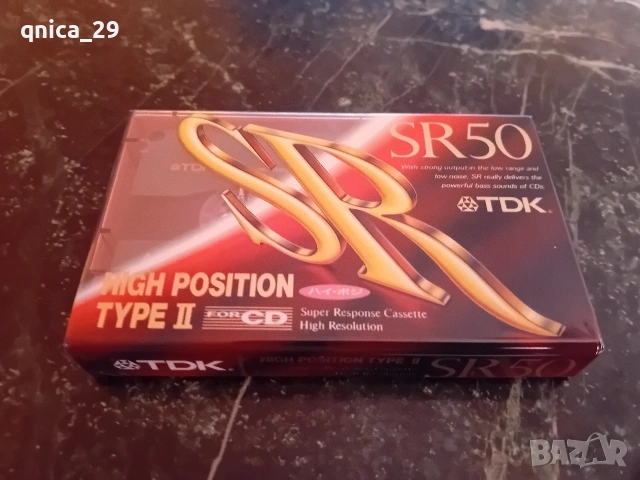 qnica_29
SR50
With strong output in the low range and
low noise, SR really delivers the
powerful bass sounds of CDs.
TDK
TDK
SR
HIGH POSITION
TYPE II
FOR CD
ハイ・ポジ
Super Response Cassette
High Resolution
TDK
HIGH POSITION TYPE II
SR50
BAZAR